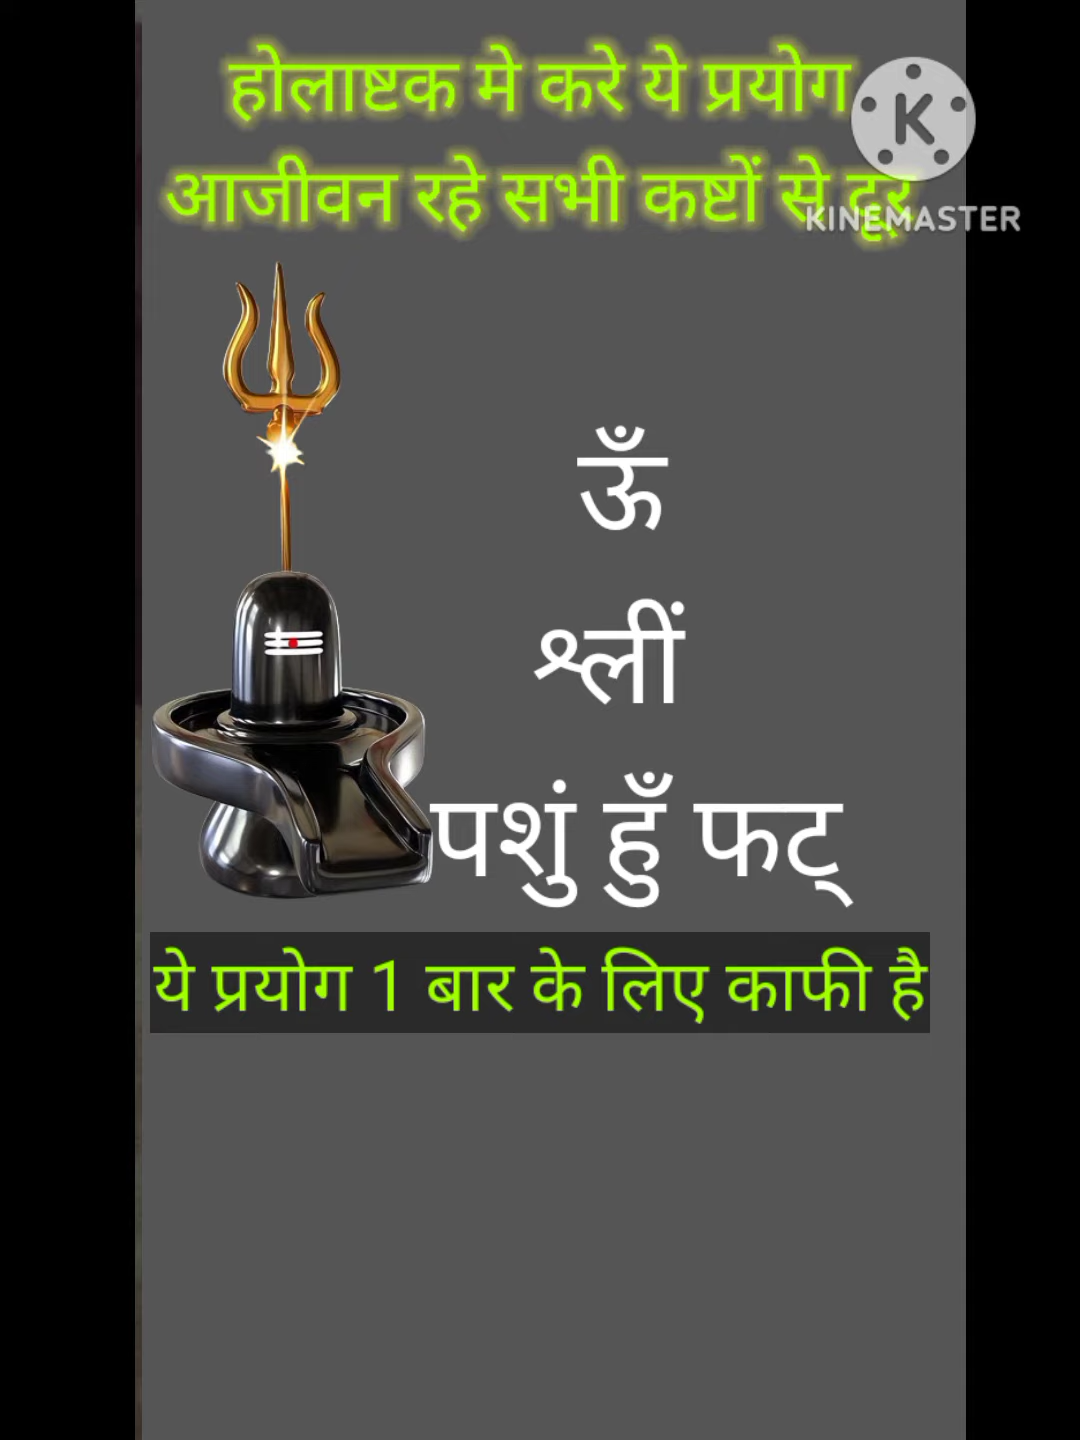 होलाष्टक मे करे ये प्रयोग
आजीवन रहे सभी कष्टों से दूर
K
KINEMASTER
ऊँ
श्लीं
पशुं हुँ फट्
ये प्रयोग 1 बार के लिए काफी है